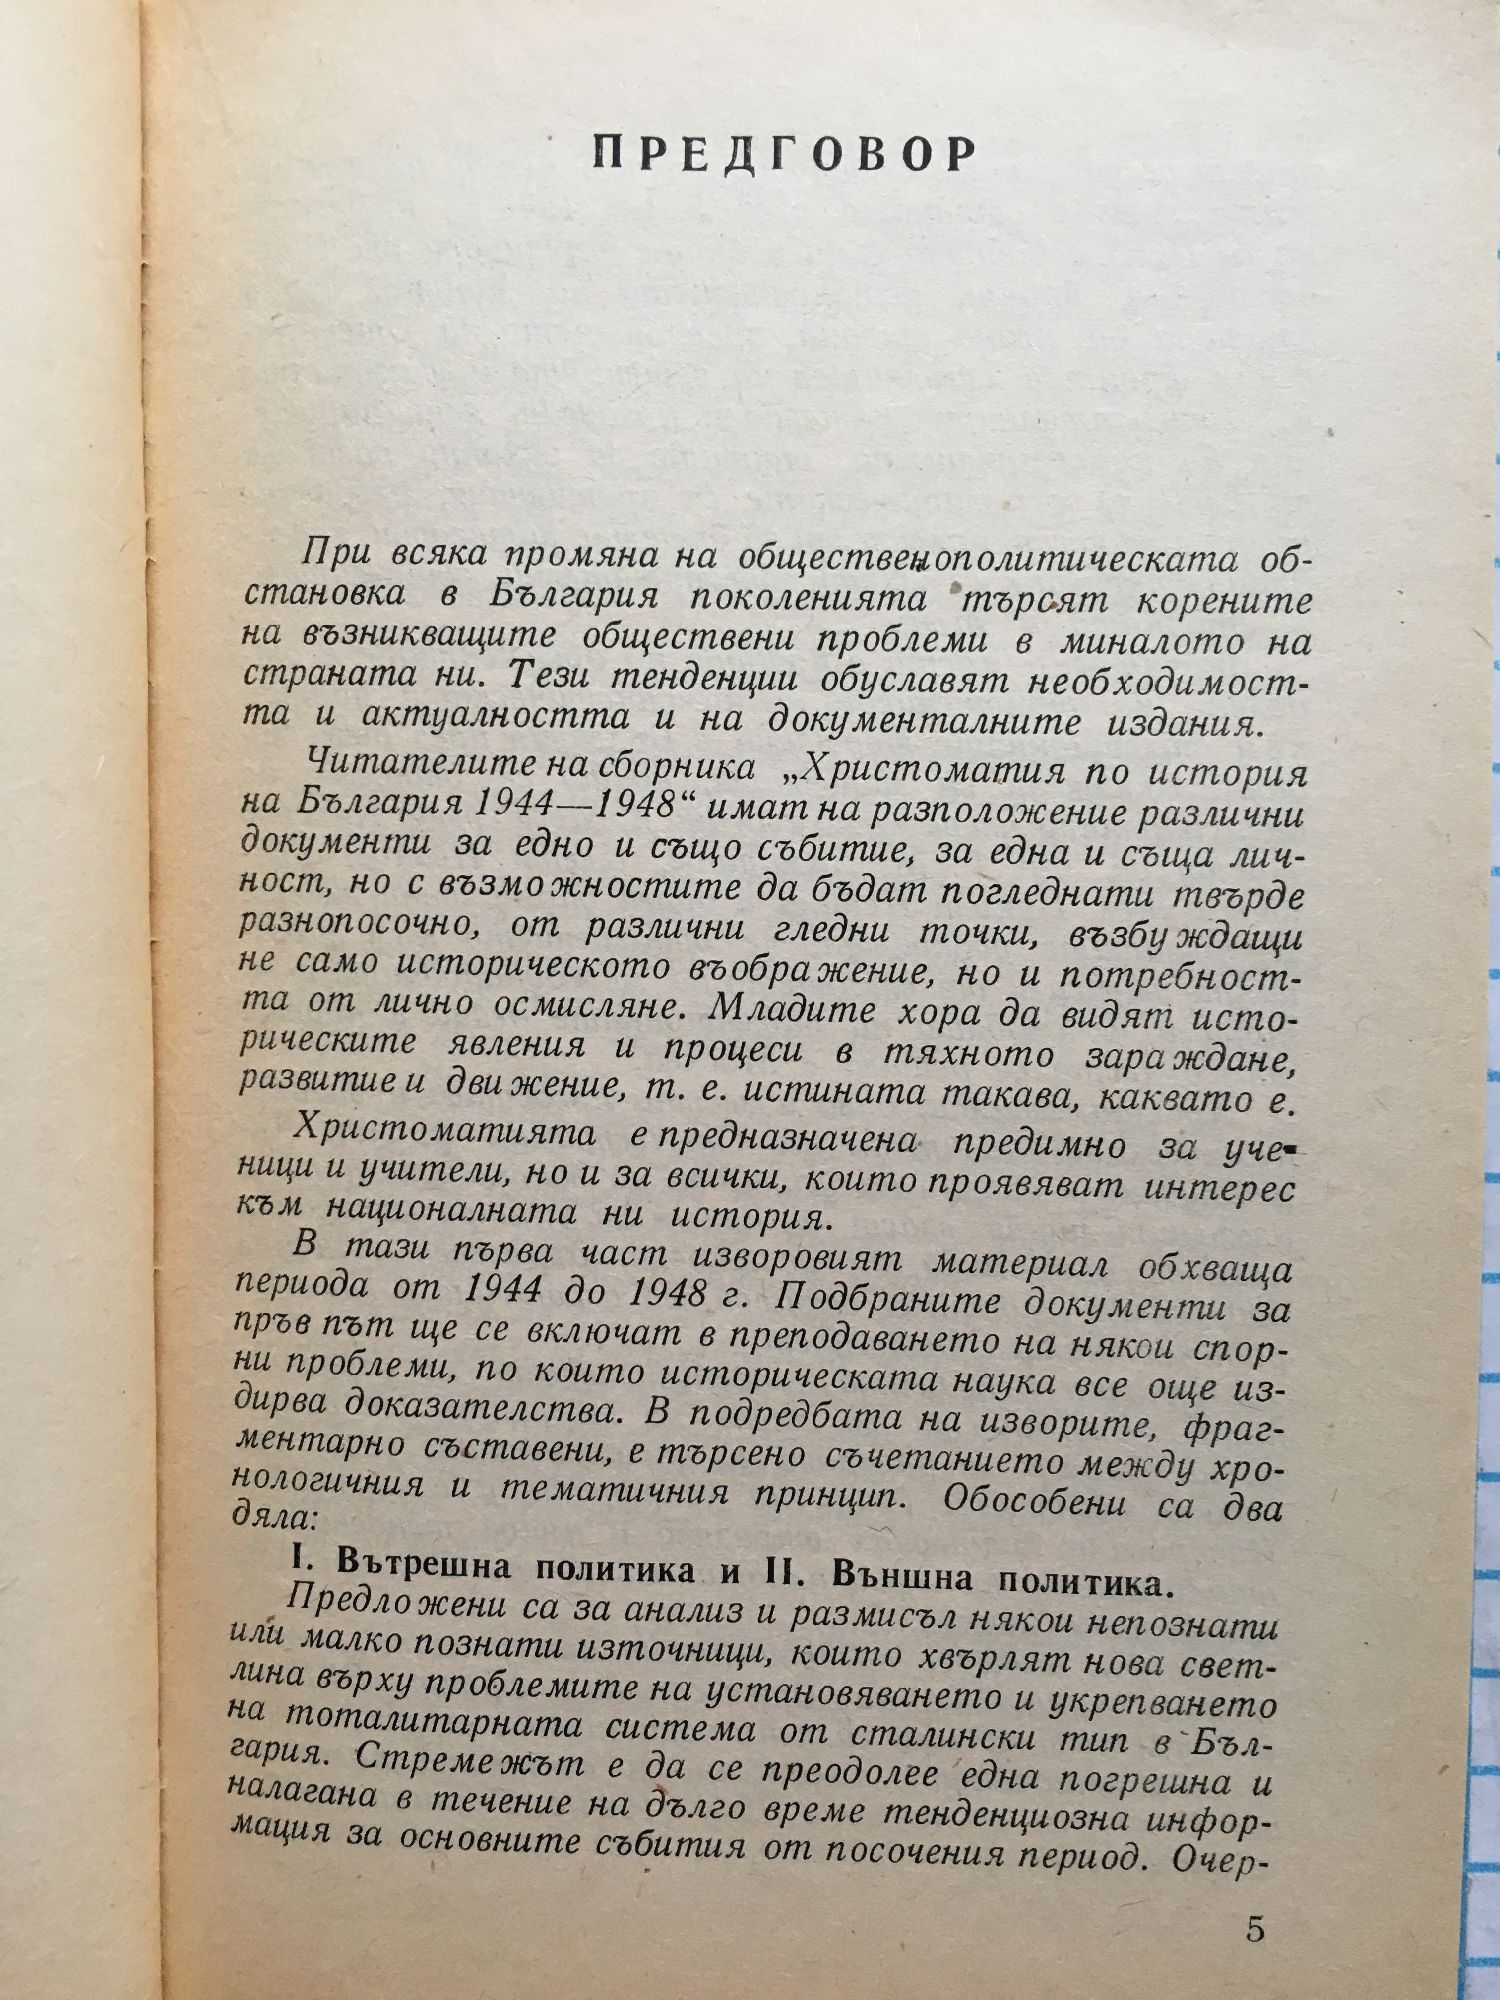 ПРЕДГОВОР
При всяка промяна на общественополитическата об-
становка в България поколенията търсят корените
на възникващите обществени проблеми в миналото на
страната ни. Тези тенденции обуславят необходимост-
та и актуалността и на документалните издания.
Читателите на сборника „Христоматия по история
на България 1944—1948“ имат на разположение различни
документи за едно и също събитие, за една и съща лич-
ност, но с възможностите да бъдат погледнати твърде
разнопосочно, от различни гледни точки, възбуждащи
не само историческото въображение, но и потребност-
та от лично осмисляне. Младите хора да видят исто-
рическите явления и процеси в тяхното зараждане,
развитие и движение, т. е. истината такава, каквато е.
Христоматията е предназначена предимно за уче-
ници и учители, но и за всички, които проявяват интерес
към националната ни история.
В тази първа част изворовият материал обхваща
периода от 1944 до 1948 г. Подбраните документи за
пръв път ще се включат в преподаването на някои спор-
ни проблеми, по които историческата наука все още из-
дирва доказателства. В подредбата на изворите, фраг-
ментарно съставени, е търсено съчетанието между хро-
нологичния и тематичния принцип. Обособени са два
дяла:
I. Вътрешна политика и II. Външна политика.
Предложени са за анализ и размисъл някои непознати
или малко познати източници, които хвърлят нова свет-
лина върху проблемите на установяването и укрепването
на тоталитарната система от сталински тип в Бъл-
гария. Стремежът е да се преодолее една погрешна и
налагана в течение на дълго време тенденциозна инфор-
мация за основните събития от посочения период. Очер-
5